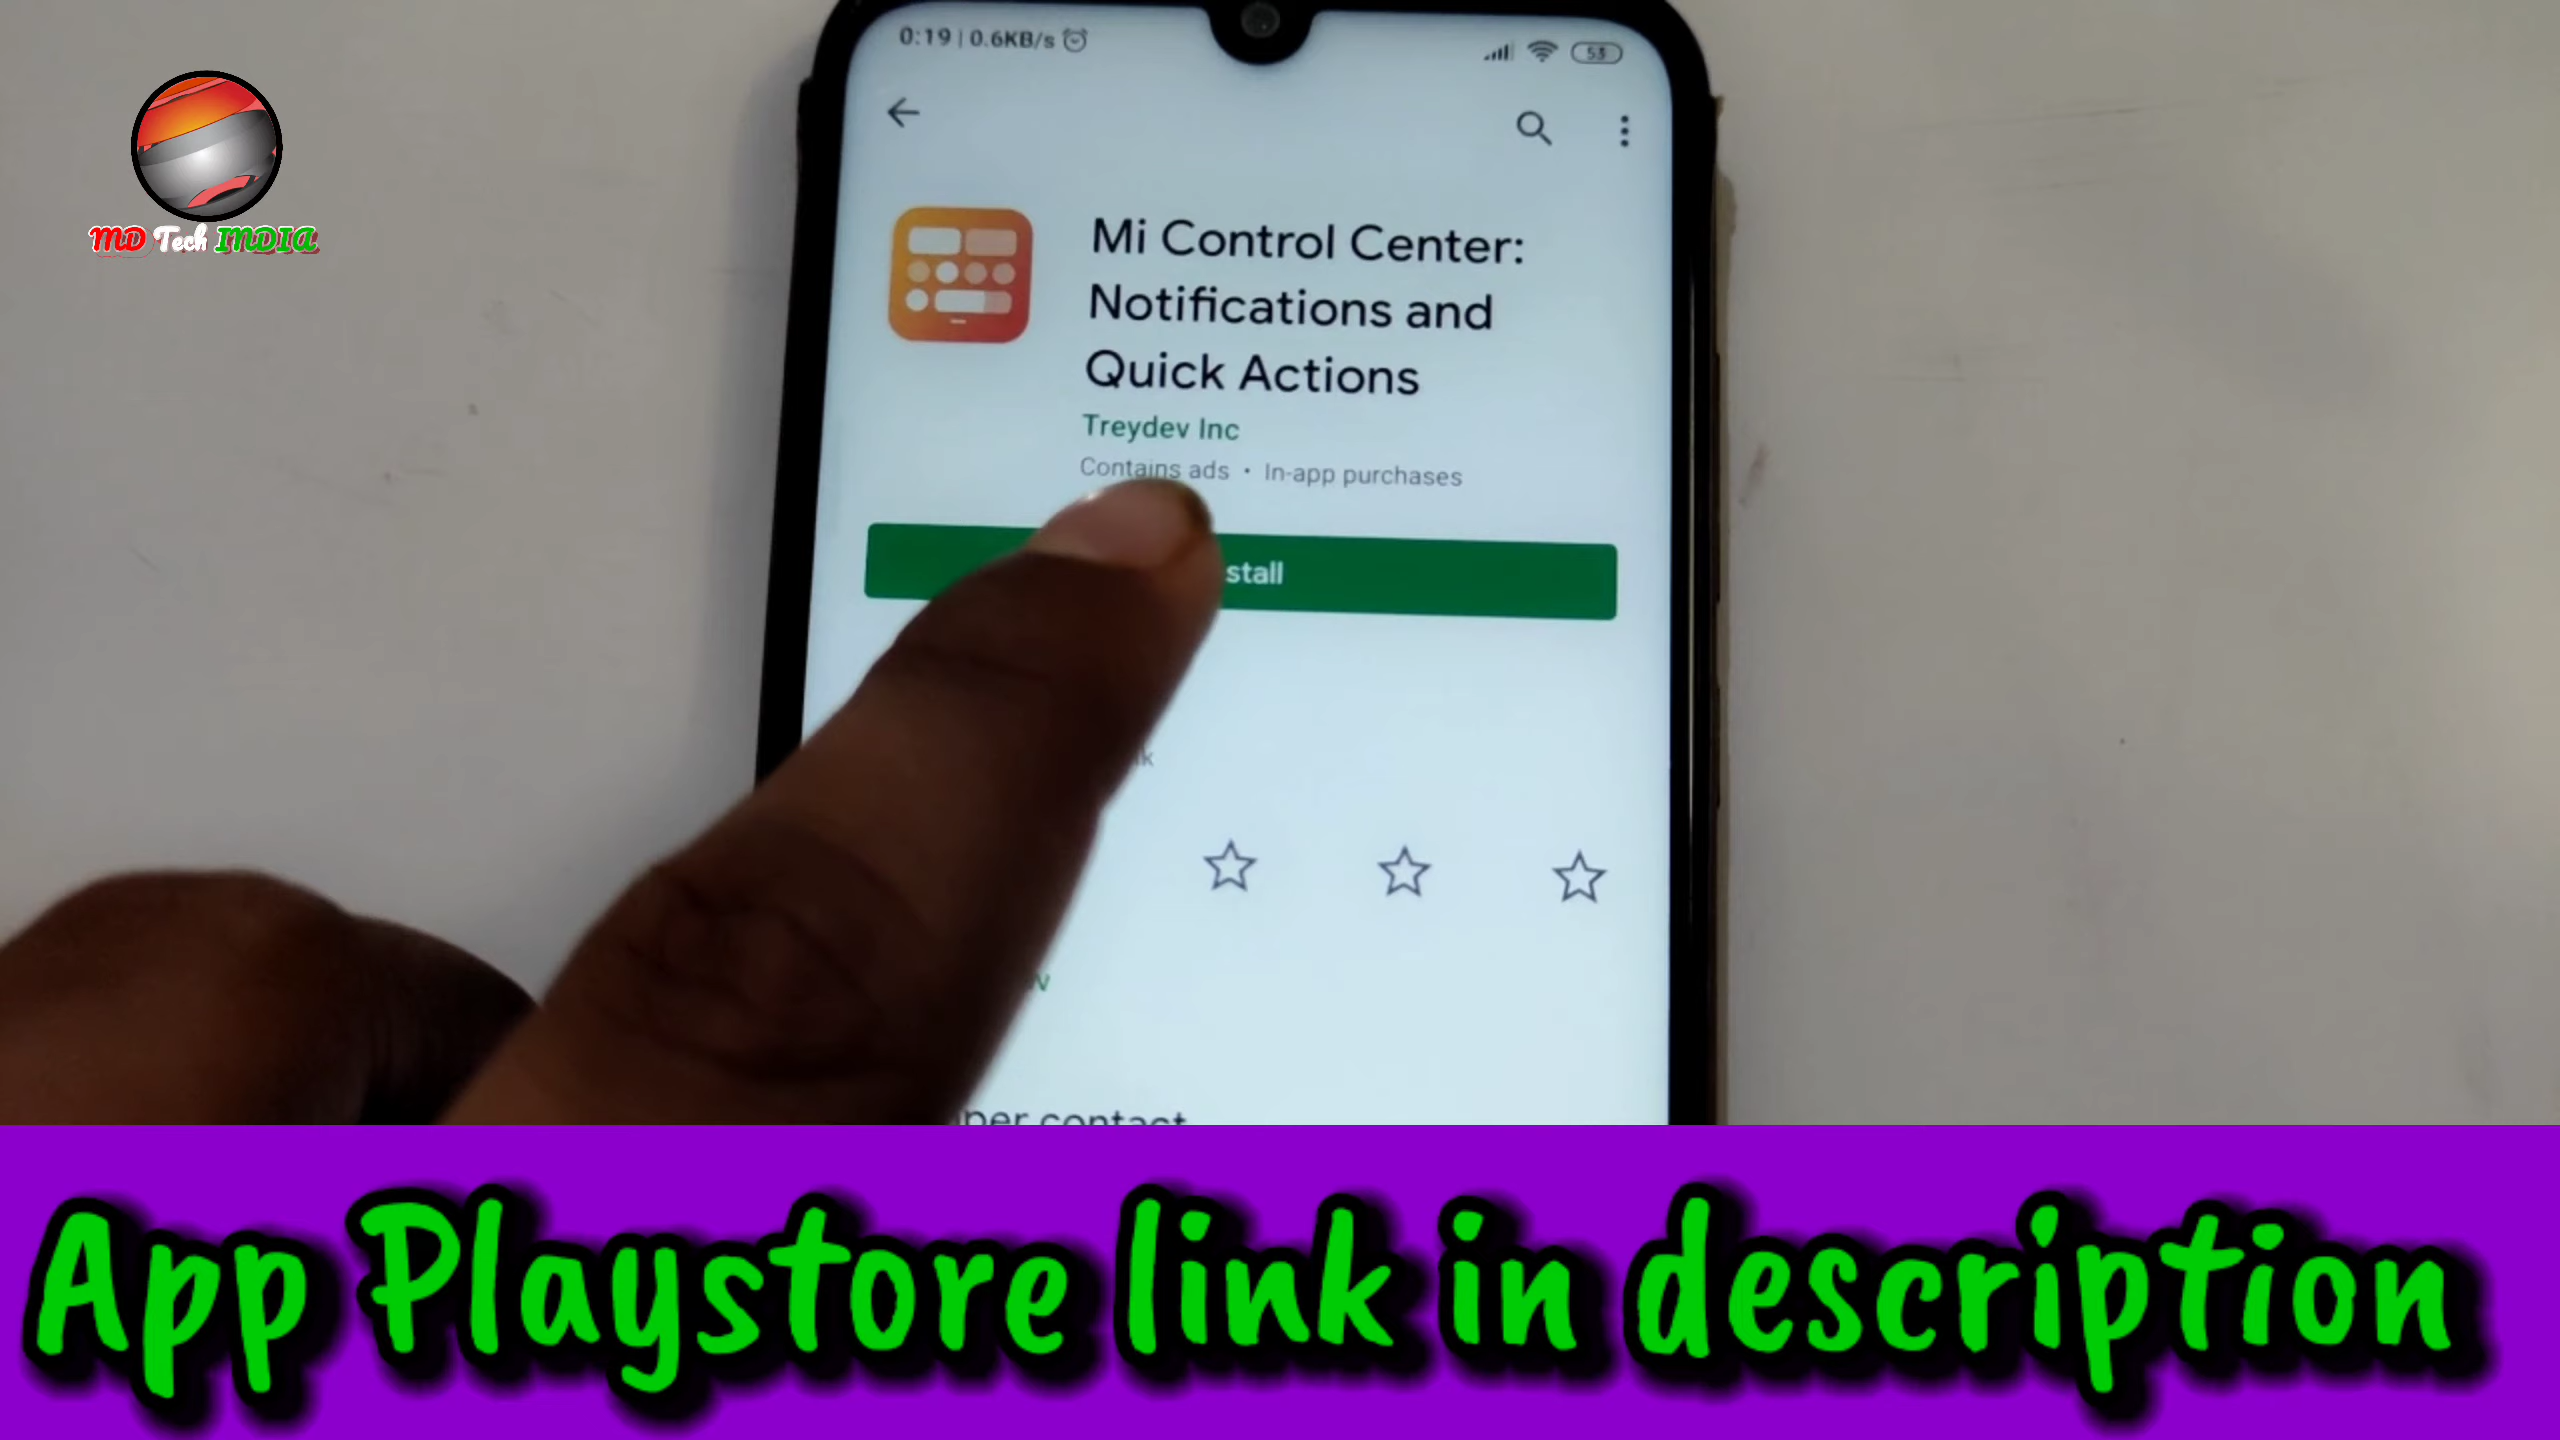 0:19 | 0.6KB/s
53
MD Tech INDIA
Mi Control Center:
Notifications and
Quick Actions
Treydev Inc
Contains ads • In-app purchases
stall
App Playstore link in description